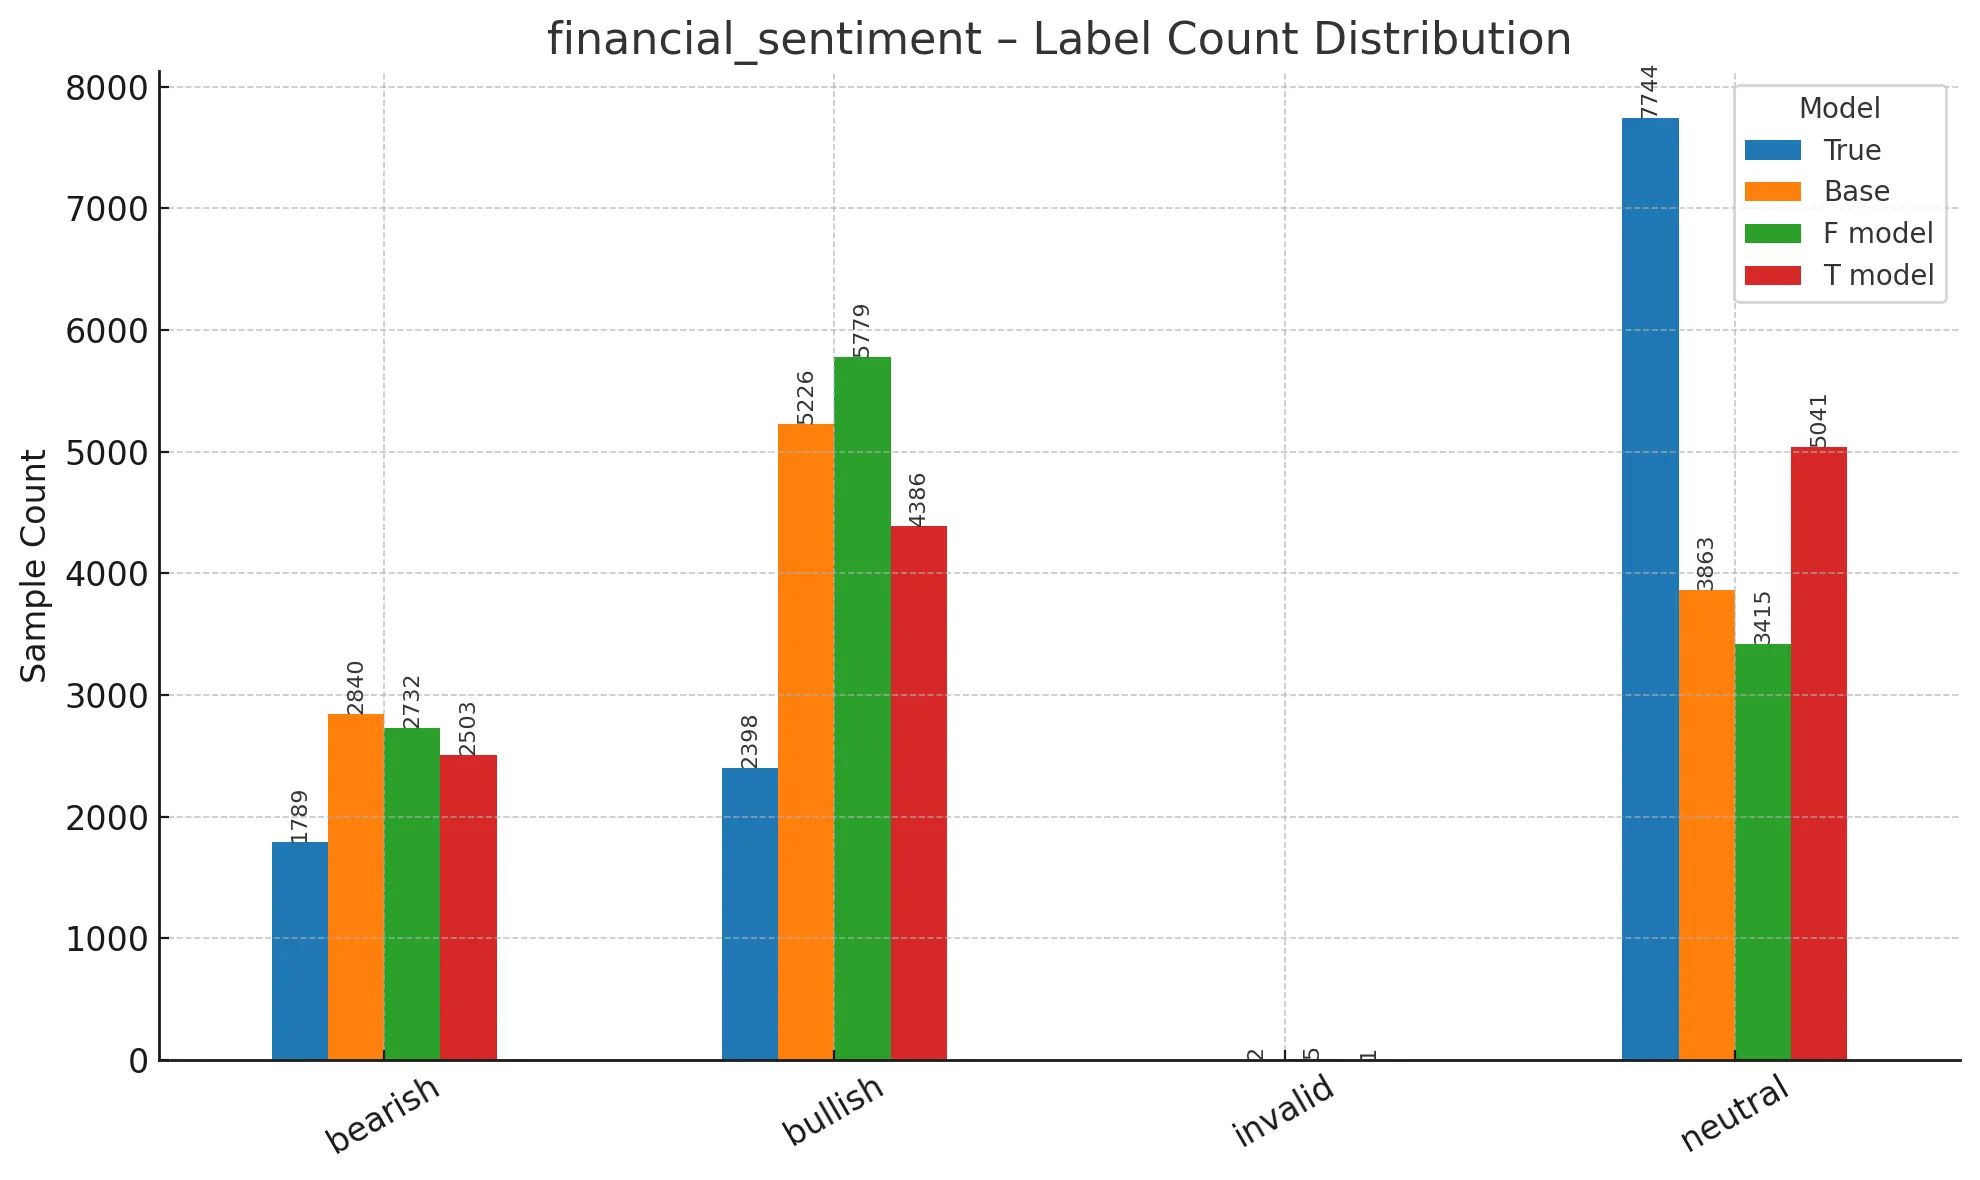 financial_sentiment – Label Count Distribution
Model
True
Base
F model
T model
Sample Count
8000
7000
6000
5000
4000
3000
2000
1000
0
1789
2840
2732
2503
2398
5226
5779
4386
2
5
1
7744
3863
3415
5041
bearish
bullish
invalid
neutral